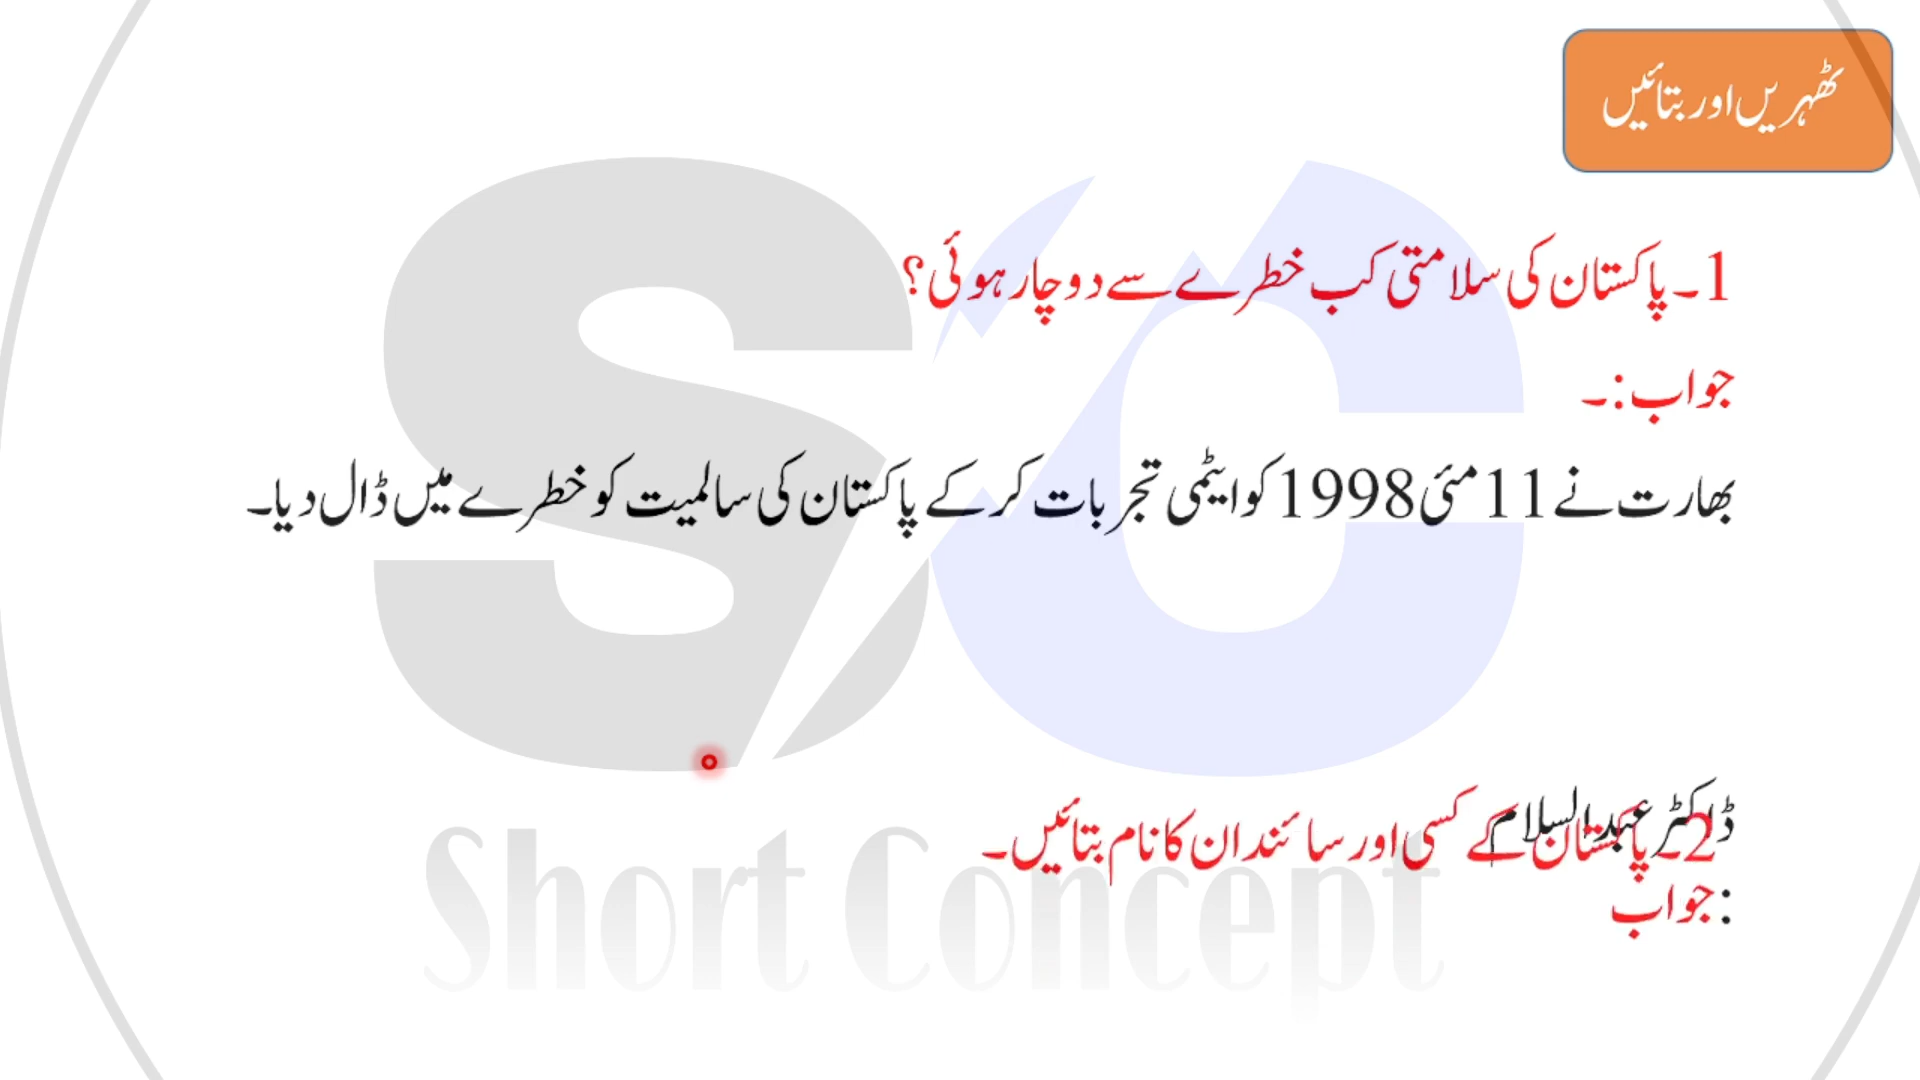 ٹھہریں اور بتائیں
1۔ پاکستان کی سلامتی کب خطرے سے دوچار ہوئی؟
جواب:۔
بھارت نے 11 مئی 1998 کو ایٹمی تجربات کر کے پاکستان کی سالمیت کو خطرے میں ڈال دیا۔
ڈاکٹر عبدالسلام
2۔ پاکستان کے کسی اور سائندان کا نام بتائیں۔
جواب:
Short Concept